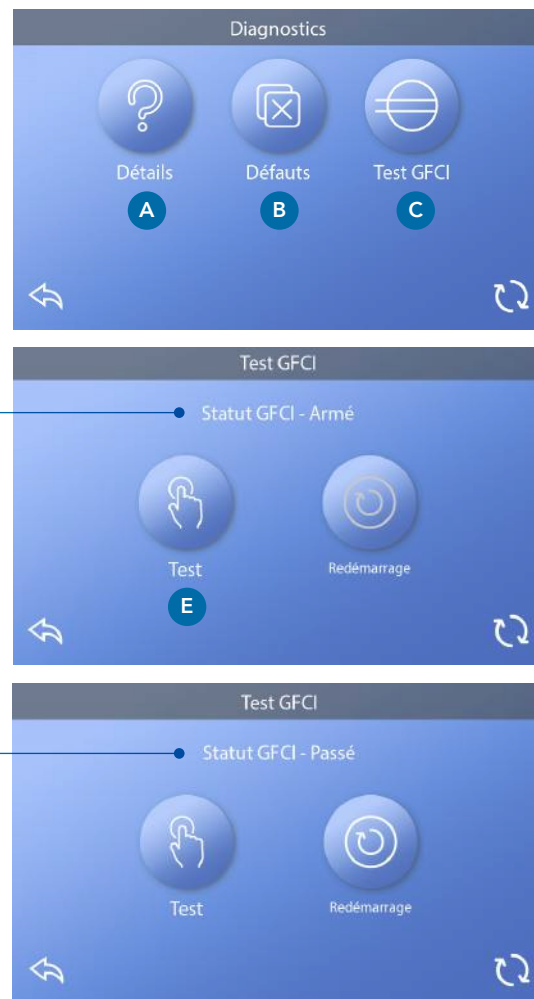 Diagnostics
Détails Défauts Test GFCI
A B C
Test GFCI
Statut GFCI - Armé
Test Redémarrage
E
Test GFCI
Statut GFCI - Passé
Test Redémarrage